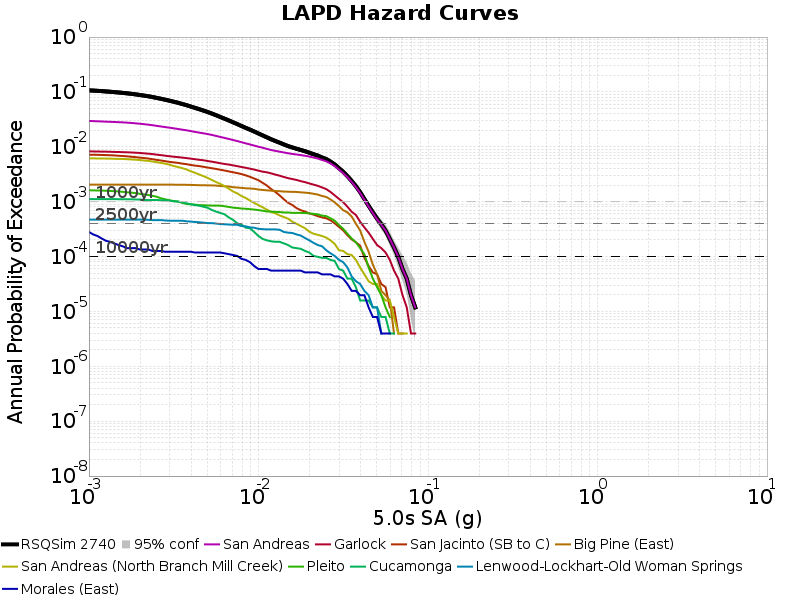 LAPD Hazard Curves
Annual Probability of Exceedance
10^0
10^-1
10^-2
10^-3
10^-4
10^-5
10^-6
10^-7
10^-8
1000yr
2500yr
10000yr
10^-3 10^-2 10^-1 10^0 10^1
5.0s SA (g)
RSQSim 2740 95% conf San Andreas Garlock San Jacinto (SB to C) Big Pine (East)
San Andreas (North Branch Mill Creek) Pleito Cucamonga Lenwood-Lockhart-Old Woman Springs
Morales (East)